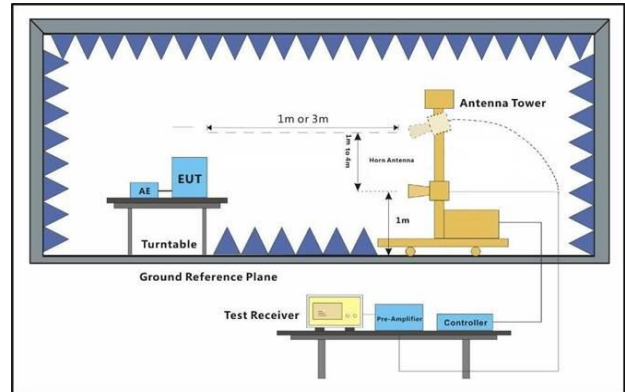 Antenna Tower
1m or 3m
1m to 4m
Horn Antenna
EUT
AE
1m
Turntable
Ground Reference Plane
Test Receiver
Pre-Amplifier
Controller